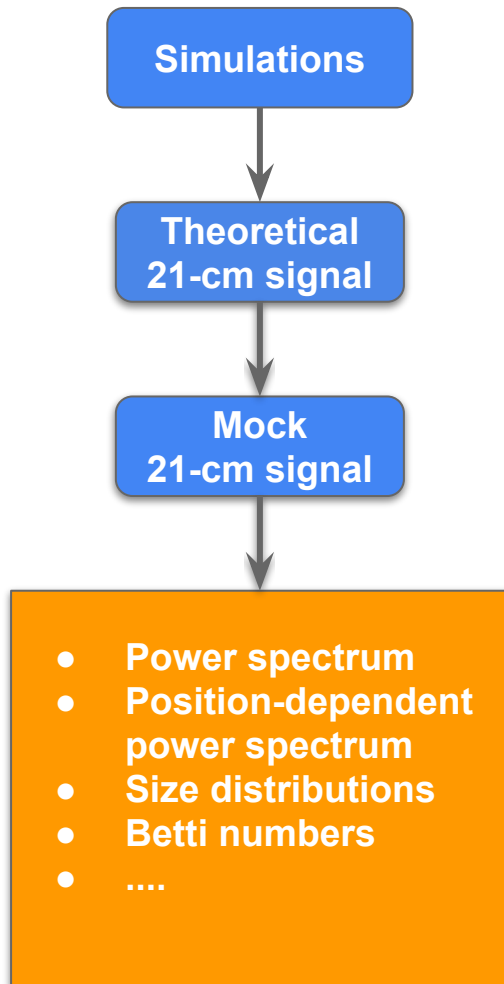 Simulations
Theoretical
21-cm signal
Mock
21-cm signal
● Power spectrum
● Position-dependent
power spectrum
● Size distributions
● Betti numbers
● ....